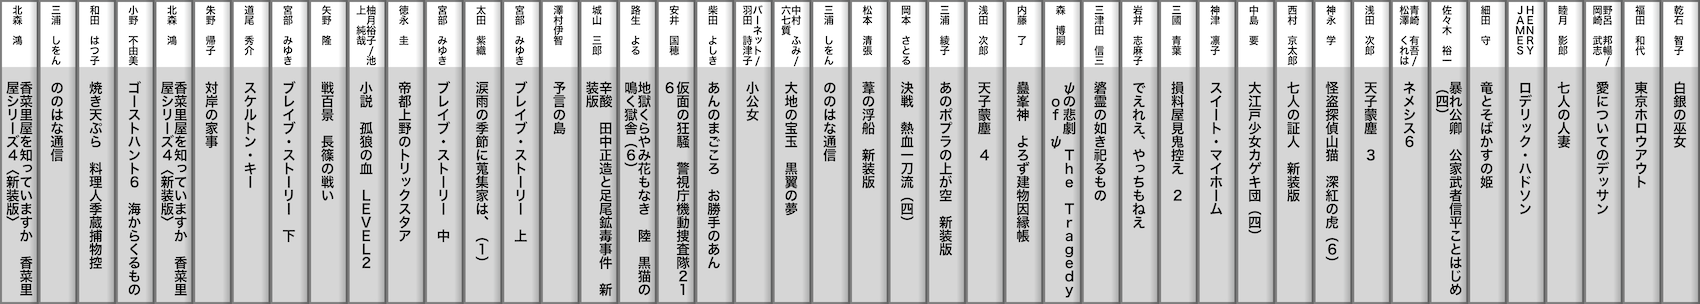 乾石 智子
白銀の巫女
福田 和代
東京ホロウアウト
野呂 邦暢/
岡崎 武志
愛についてのデッサン
睦月 影郎
七人の人妻
HENRY
JAMES
ロデリック・ハドソン
細田 守
竜とそばかすの姫
佐々木 裕一
暴れ公卿 公家武者信平ことはじめ
(四)
青崎 有吾/
松澤 くれは
ネメシス6
浅田 次郎
天子蒙塵 3
神永 学
怪盗探偵山猫 深紅の虎(6)
西村 京太郎
七人の証人 新装版
中島 要
大江戸少女カゲキ団(四)
神津 凛子
スイート・マイホーム
三國 青葉
損料屋見鬼控え 2
岩井 志麻子
でえれえ、やっちもねえ
三津田 信三
碆霊の如き祀るもの
森 博嗣
ψの悲劇 The Tragedy
of ψ
内藤 了
蠱峯神 よろず建物因縁帳
浅田 次郎
天子蒙塵 4
三浦 綾子
あのポプラの上が空 新装版
岡本 さとる
決戦 熱血一刀流(四)
松本 清張
葦の浮船 新装版
三浦 しをん
ののはな通信
中村 ふみ/
六七質
大地の宝玉 黒翼の夢
バーネット/
羽田 詩津子
小公女
柴田 よしき
あんのまごころ お勝手のあん
安井 国穂
仮面の狂騒 警視庁機動捜査隊21
6
路生 よる
地獄くらやみ花もなき 陸 黒猫の
鳴く獄舎(6)
城山 三郎
辛酸 田中正造と足尾鉱毒事件 新
装版
澤村伊智
予言の島
宮部 みゆき
ブレイブ・ストーリー 上
太田 紫織
涙雨の季節に蒐集家は、(1)
宮部 みゆき
ブレイブ・ストーリー 中
徳永 圭
帝都上野のトリックスタア
柚月裕子/池
上 純哉
小説 孤狼の血 LEVEL2
矢野 隆
戦百景 長篠の戦い
宮部 みゆき
ブレイブ・ストーリー 下
道尾 秀介
スケルトン・キー
朱野 帰子
対岸の家事
北森 鴻
香菜里屋を知っていますか 香菜里
屋シリーズ4〈新装版〉
小野 不由美
ゴーストハント6 海からくるもの
和田 はつ子
焼き天ぷら 料理人季蔵捕物控
三浦 しをん
ののはな通信
北森 鴻
香菜里屋を知っていますか 香菜里
屋シリーズ4〈新装版〉